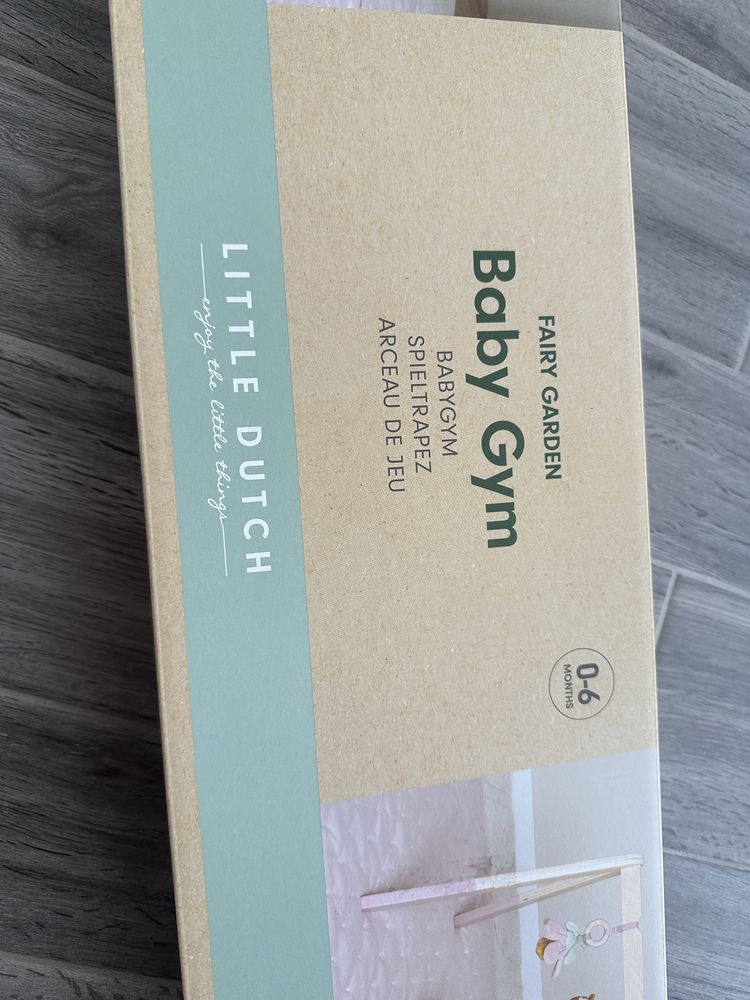 FAIRY GARDEN
Baby Gym
BABYGYM
SPIELTRAPEZ
ARCEAU DE JEU
0-6
MONTHS
LITTLE DUTCH
enjoy the little things